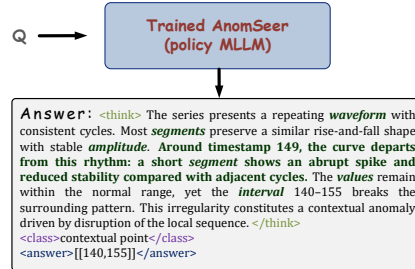 Q
Trained AnomSeer
(policy MLLM)
Answer: <think> The series presents a repeating waveform with
consistent cycles. Most segments preserve a similar rise-and-fall shape
with stable amplitude. Around timestamp 149, the curve departs
from this rhythm: a short segment shows an abrupt spike and
reduced stability compared with adjacent cycles. The values remain
within the normal range, yet the interval 140–155 breaks the
surrounding pattern. This irregularity constitutes a contextual anomaly
driven by disruption of the local sequence. </think>
<class>contextual point</class>
<answer>[[140,155]]</answer>